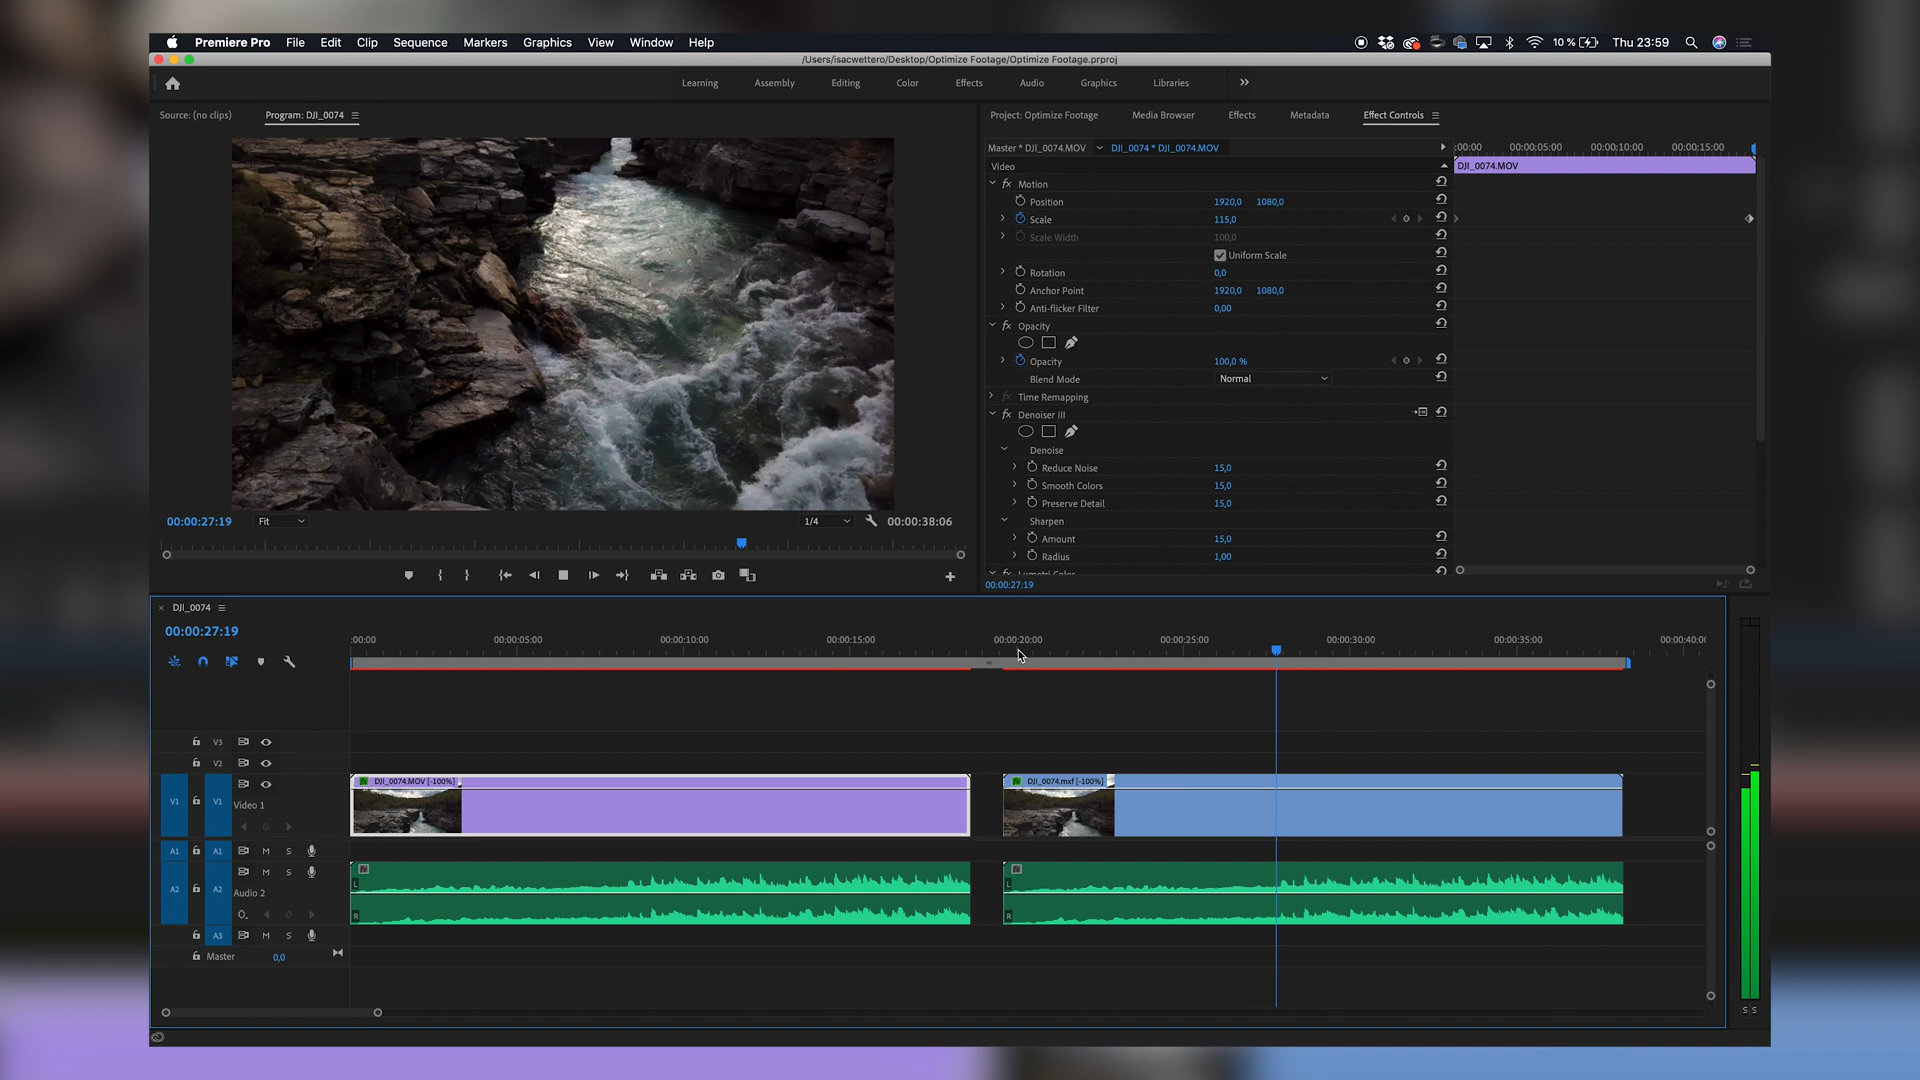 Premiere Pro File Edit Clip Sequence Markers Graphics View Window Help 10 % Thu 23:59
/Users/isacwettero/Desktop/Optimize Footage/Optimize Footage.prproj
Learning Assembly Editing Color Effects Audio Graphics Libraries
Source: (no clips) Program: DJI_0074
Project: Optimize Footage Media Browser Effects Metadata Effect Controls
Master * DJI_0074.MOV DJI_0074 * DJI_0074.MOV :00:00 00:00:05:00 00:00:10:00 00:00:15:00
Video DJI_0074.MOV
fx Motion
Position 1920,0 1080,0
Scale 115,0
Scale Width 100,0
Uniform Scale
Rotation 0,0
Anchor Point 1920,0 1080,0
Anti-flicker Filter 0,00
fx Opacity
Opacity 100,0 %
Blend Mode Normal
fx Time Remapping
fx Denoiser III
Denoise
Reduce Noise 15,0
Smooth Colors 15,0
Preserve Detail 15,0
Sharpen
Amount 15,0
Radius 1,00
fx Lumetri Color
00:00:27:19
00:00:27:19 Fit 1/4 00:00:38:06
DJI_0074
00:00:27:19
:00:00 00:00:05:00 00:00:10:00 00:00:15:00 00:00:20:00 00:00:25:00 00:00:30:00 00:00:35:00 00:00:40:00
V3
V2
fx DJI_0074.MOV [-100%] fx DJI_0074.mxf [-100%]
V1 V1 Video 1
A1 A1 M S
A2 A2 M S
Audio 2
L L
R R
A3 M S
Master 0,0
S S